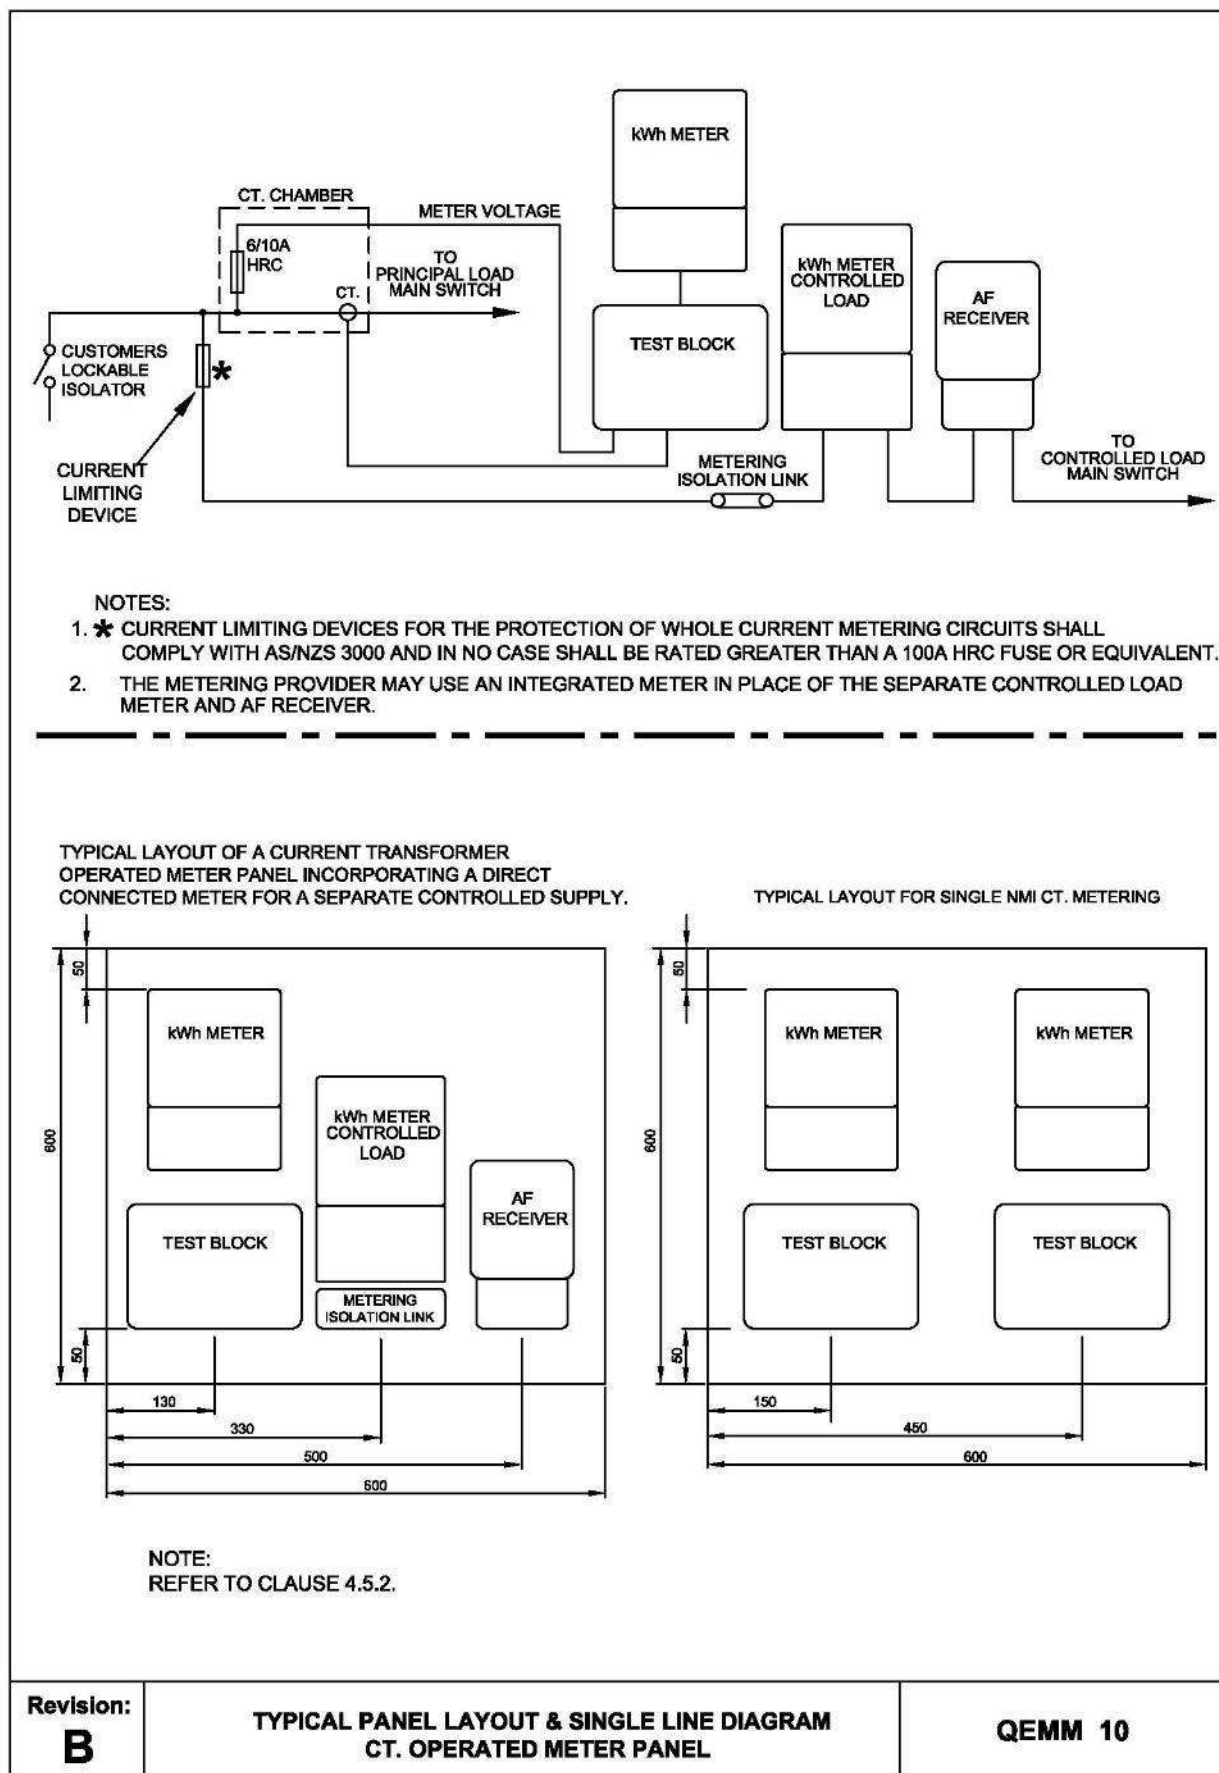 kWh METER
CT. CHAMBER
METER VOLTAGE
6/10A
HRC
TO
PRINCIPAL LOAD
MAIN SWITCH
CT.
kWh METER
CONTROLLED
LOAD
AF
RECEIVER
TEST BLOCK
CUSTOMERS
LOCKABLE
ISOLATOR
*
CURRENT
LIMITING
DEVICE
METERING
ISOLATION LINK
TO
CONTROLLED LOAD
MAIN SWITCH
NOTES:
1. * CURRENT LIMITING DEVICES FOR THE PROTECTION OF WHOLE CURRENT METERING CIRCUITS SHALL
COMPLY WITH AS/NZS 3000 AND IN NO CASE SHALL BE RATED GREATER THAN A 100A HRC FUSE OR EQUIVALENT.
2. THE METERING PROVIDER MAY USE AN INTEGRATED METER IN PLACE OF THE SEPARATE CONTROLLED LOAD
METER AND AF RECEIVER.
TYPICAL LAYOUT OF A CURRENT TRANSFORMER
OPERATED METER PANEL INCORPORATING A DIRECT
CONNECTED METER FOR A SEPARATE CONTROLLED SUPPLY.
50
600
kWh METER
kWh METER
CONTROLLED
LOAD
AF
RECEIVER
TEST BLOCK
METERING
ISOLATION LINK
50
130
330
500
600
TYPICAL LAYOUT FOR SINGLE NMI CT. METERING
50
600
kWh METER
kWh METER
TEST BLOCK
TEST BLOCK
50
150
450
600
NOTE:
REFER TO CLAUSE 4.5.2.
Revision:
B
TYPICAL PANEL LAYOUT & SINGLE LINE DIAGRAM
CT. OPERATED METER PANEL
QEMM 10